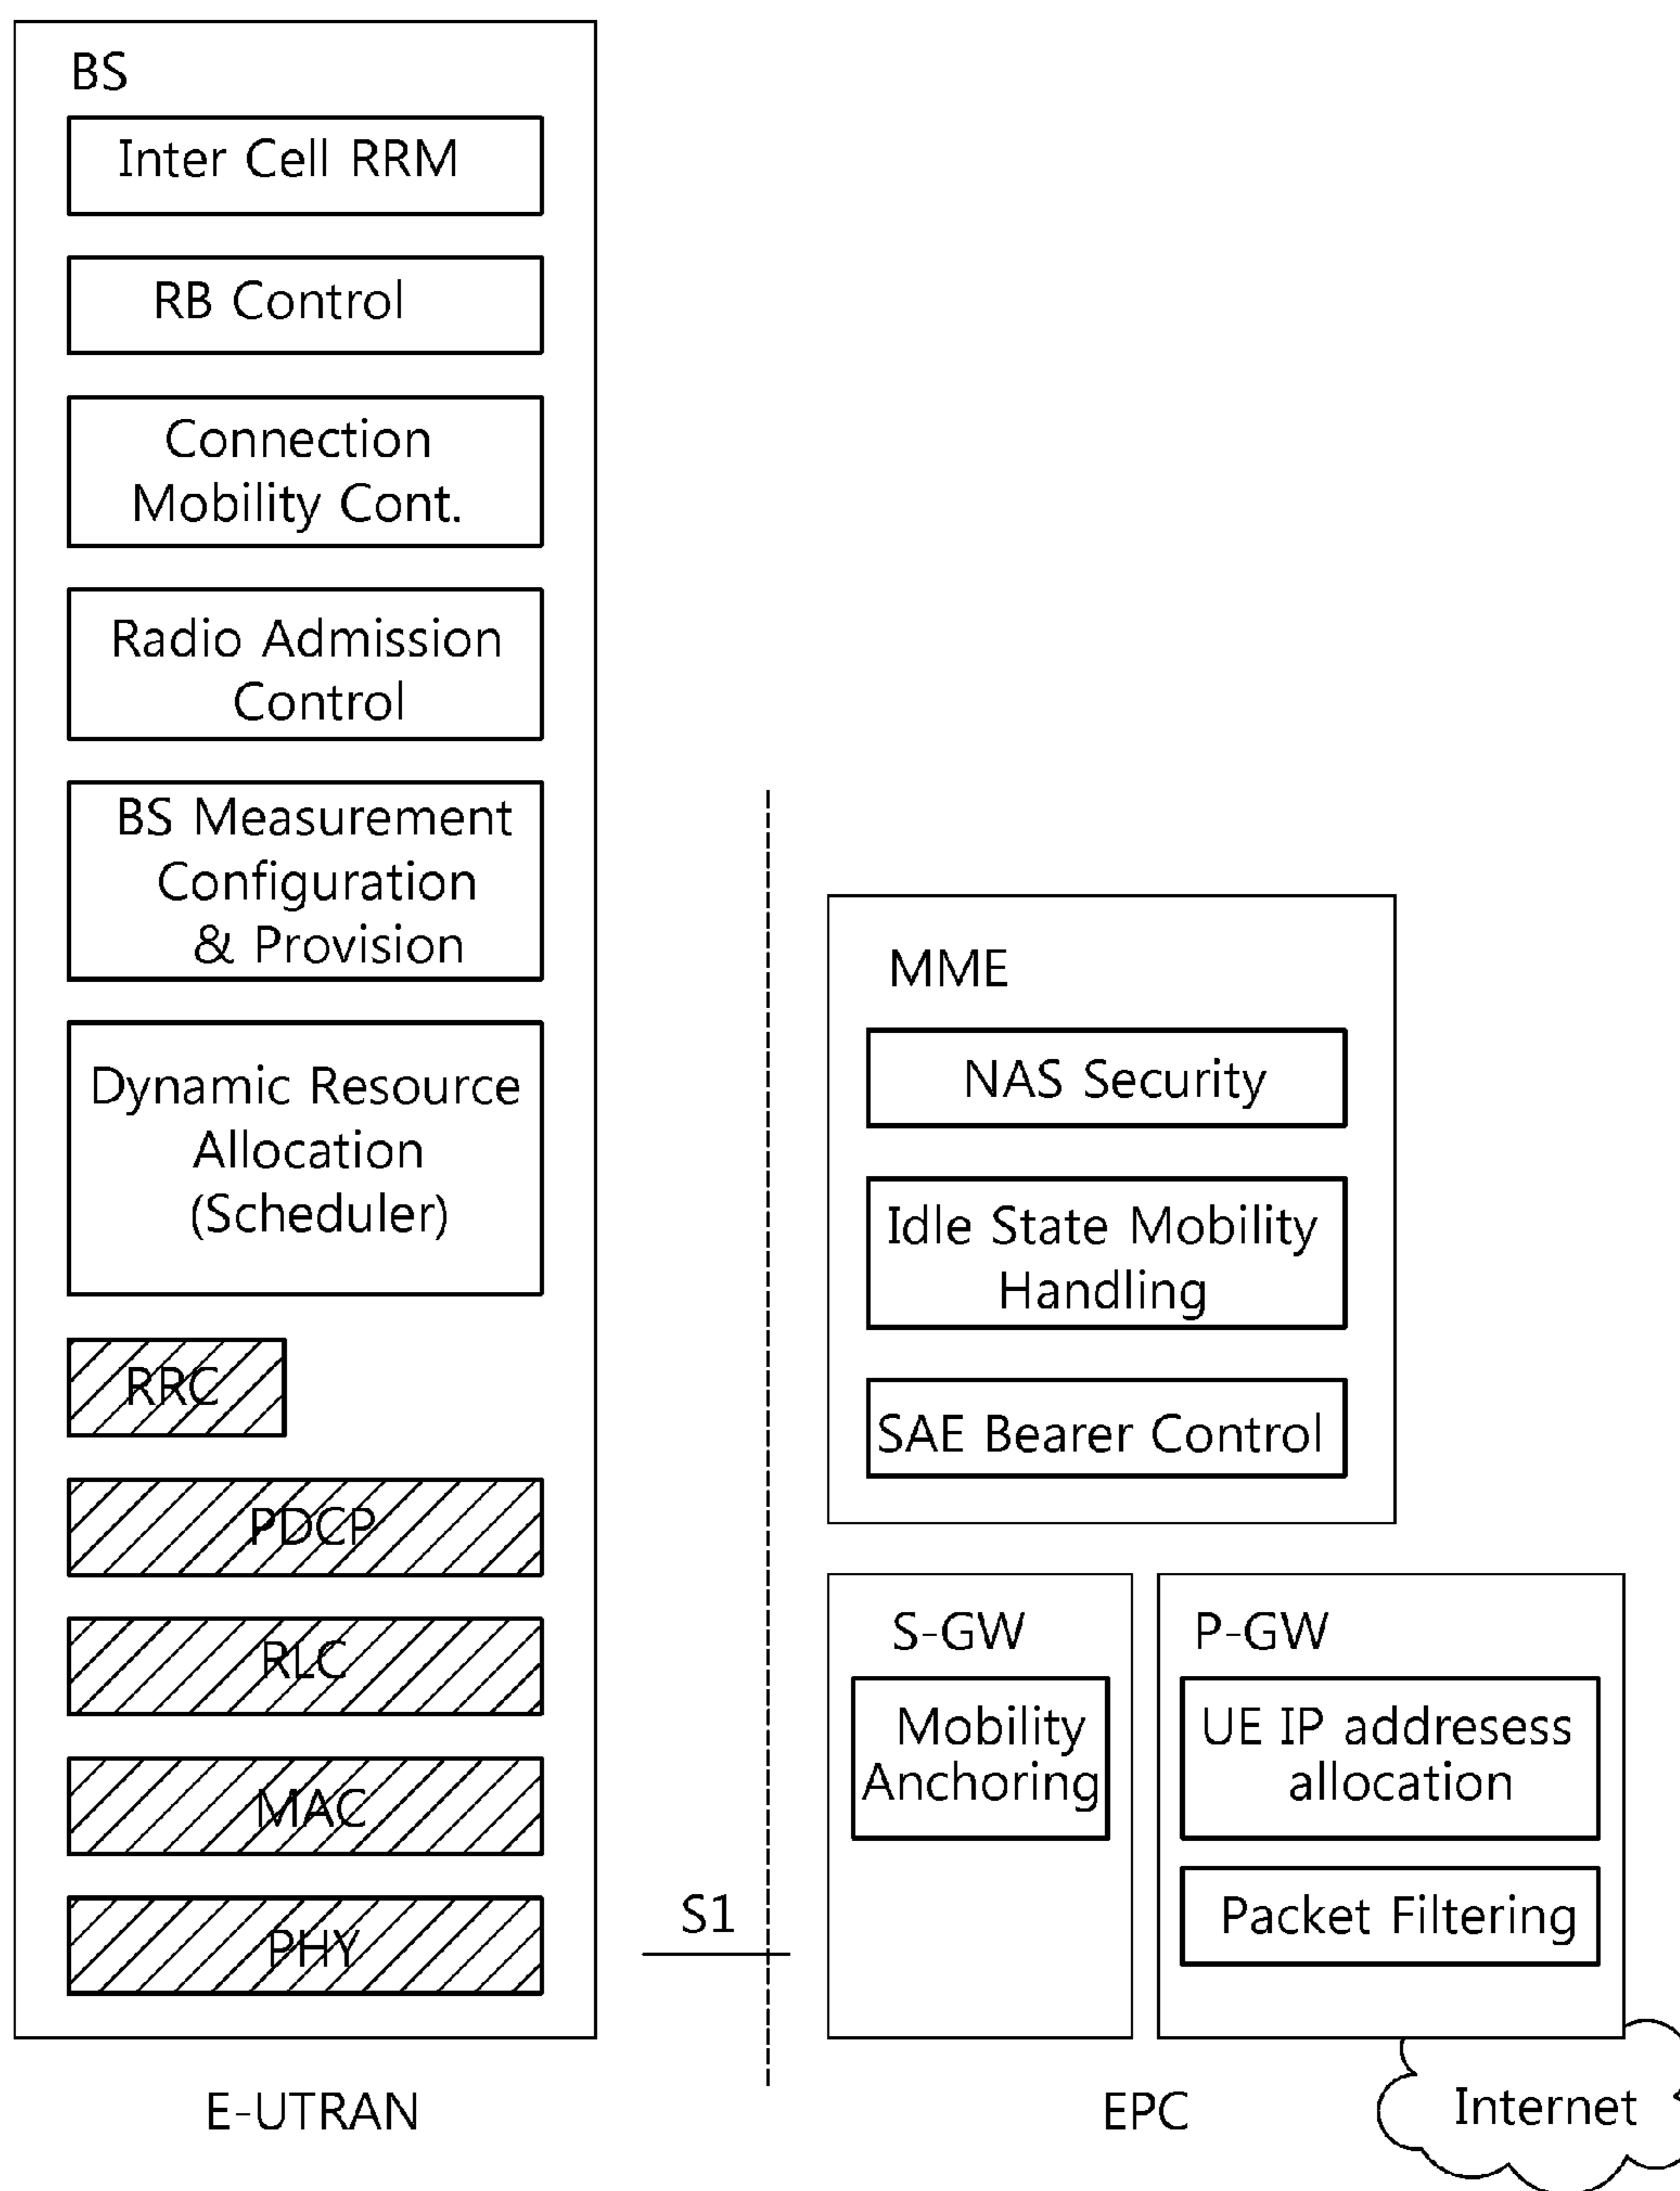 BS
Inter Cell RRM
RB Control
Connection
Mobility Cont.
Radio Admission
Control
BS Measurement
Configuration
& Provision
Dynamic Resource
Allocation
(Scheduler)
RRC
PDCP
RLC
MAC
PHY
E-UTRAN
S1
MME
NAS Security
Idle State Mobility
Handling
SAE Bearer Control
S-GW
Mobility
Anchoring
P-GW
UE IP addresess
allocation
Packet Filtering
EPC
Internet